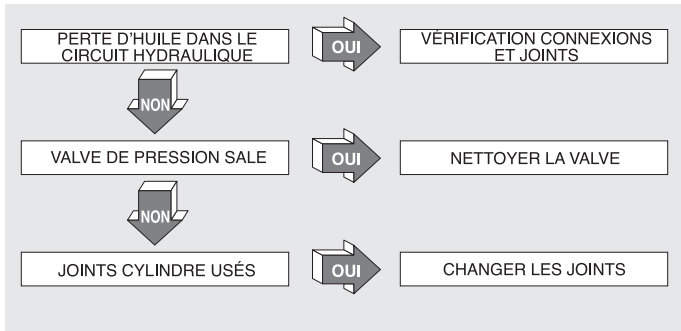 PERTE D'HUILE DANS LE
CIRCUIT HYDRAULIQUE
OUI
VÉRIFICATION CONNEXIONS
ET JOINTS
NON
VALVE DE PRESSION SALE
OUI
NETTOYER LA VALVE
NON
JOINTS CYLINDRE USÉS
OUI
CHANGER LES JOINTS